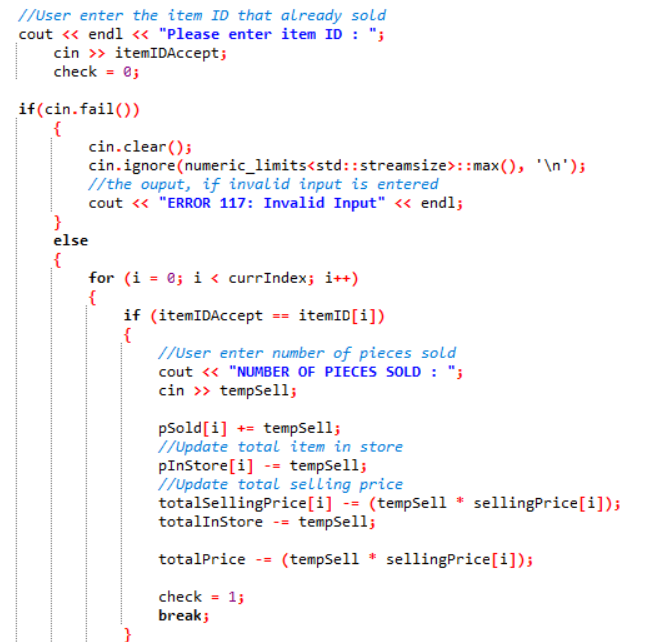 //User enter the item ID that already sold
cout << endl << "Please enter item ID : ";
cin >> itemIDAccept;
check = 0;
if(cin.fail())
{
cin.clear();
cin.ignore(numeric_limits<std::streamsize>::max(), '\n');
//the ouput, if invalid input is entered
cout << "ERROR 117: Invalid Input" << endl;
}
else
{
for (i = 0; i < currIndex; i++)
{
if (itemIDAccept == itemID[i])
{
//User enter number of pieces sold
cout << "NUMBER OF PIECES SOLD : ";
cin >> tempSell;
pSold[i] += tempSell;
//Update total item in store
pInStore[i] -= tempSell;
//Update total selling price
totalSellingPrice[i] -= (tempSell * sellingPrice[i]);
totalInStore -= tempSell;
totalPrice -= (tempSell * sellingPrice[i]);
check = 1;
break;
}